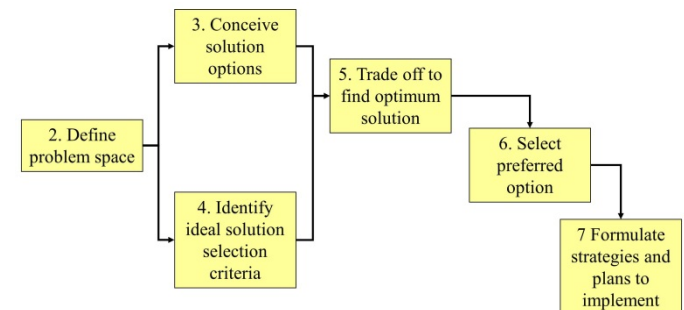 3. Conceive
solution
options
2. Define
problem space
4. Identify
ideal solution
selection
criteria
5. Trade off to
find optimum
solution
6. Select
preferred
option
7 Formulate
strategies and
plans to
implement